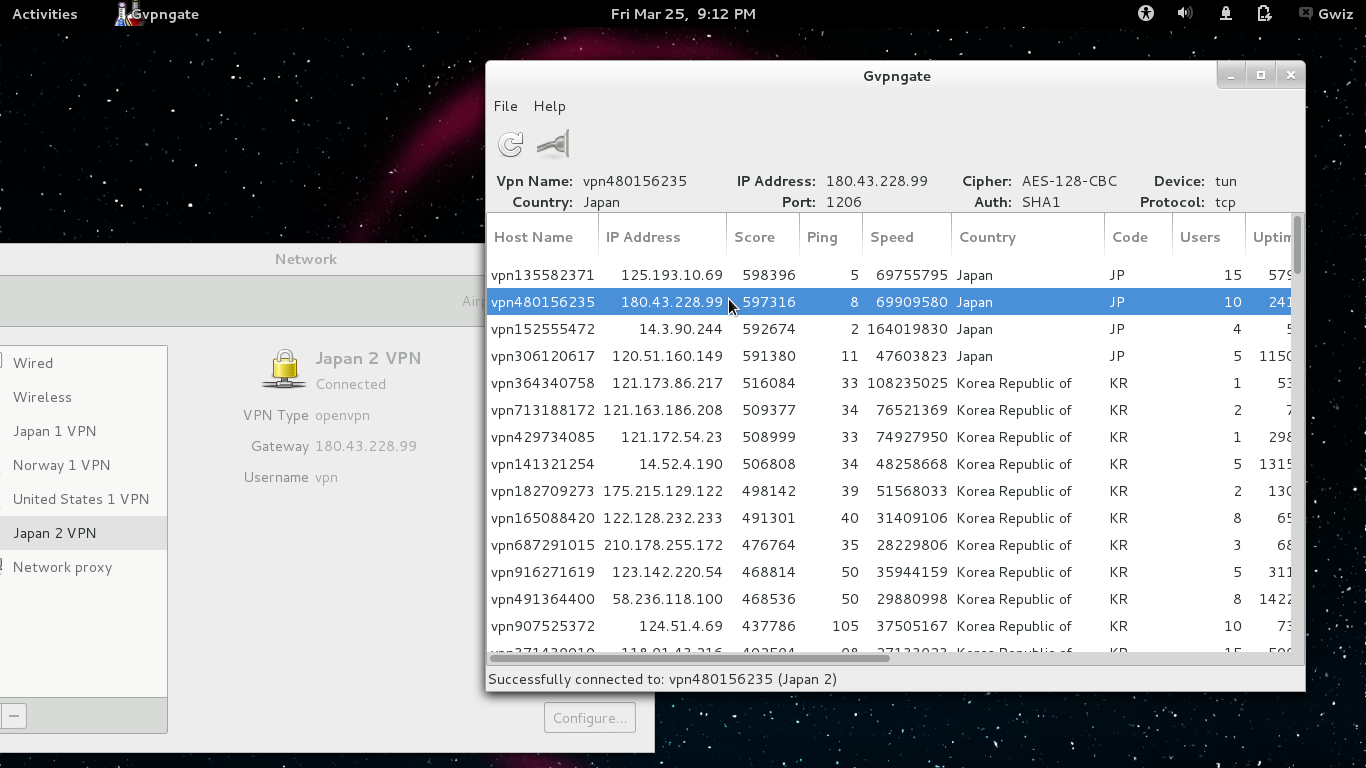 Activities Gvpngate Fri Mar 25, 9:12 PM Gwiz
Gvpngate
File Help
Vpn Name: vpn480156235 IP Address: 180.43.228.99 Cipher: AES-128-CBC Device: tun
Country: Japan Port: 1206 Auth: SHA1 Protocol: tcp
Host Name IP Address Score Ping Speed Country Code Users Uptim
vpn135582371 125.193.10.69 598396 5 69755795 Japan JP 15 579
vpn480156235 180.43.228.99 597316 8 69909580 Japan JP 10 241
vpn152555472 14.3.90.244 592674 2 164019830 Japan JP 4 5
vpn306120617 120.51.160.149 591380 11 47603823 Japan JP 5 1150
vpn364340758 121.173.86.217 516084 33 108235025 Korea Republic of KR 1 53
vpn713188172 121.163.186.208 509377 34 76521369 Korea Republic of KR 2 7
vpn429734085 121.172.54.23 508999 33 74927950 Korea Republic of KR 1 298
vpn141321254 14.52.4.190 506808 34 48258668 Korea Republic of KR 5 1315
vpn182709273 175.215.129.122 498142 39 51568033 Korea Republic of KR 2 130
vpn165088420 122.128.232.233 491301 40 31409106 Korea Republic of KR 8 65
vpn687291015 210.178.255.172 476764 35 28229806 Korea Republic of KR 3 68
vpn916271619 123.142.220.54 468814 50 35944159 Korea Republic of KR 5 311
vpn491364400 58.236.118.100 468536 50 29880998 Korea Republic of KR 8 1422
vpn907525372 124.51.4.69 437786 105 37505167 Korea Republic of KR 10 73
Korea Republic of KR
Successfully connected to: vpn480156235 (Japan 2)
Network
Airp
Wired
Wireless
Japan 1 VPN
Norway 1 VPN
United States 1 VPN
Japan 2 VPN
Network proxy
Japan 2 VPN
Connected
VPN Type openvpn
Gateway 180.43.228.99
Username vpn
Configure...